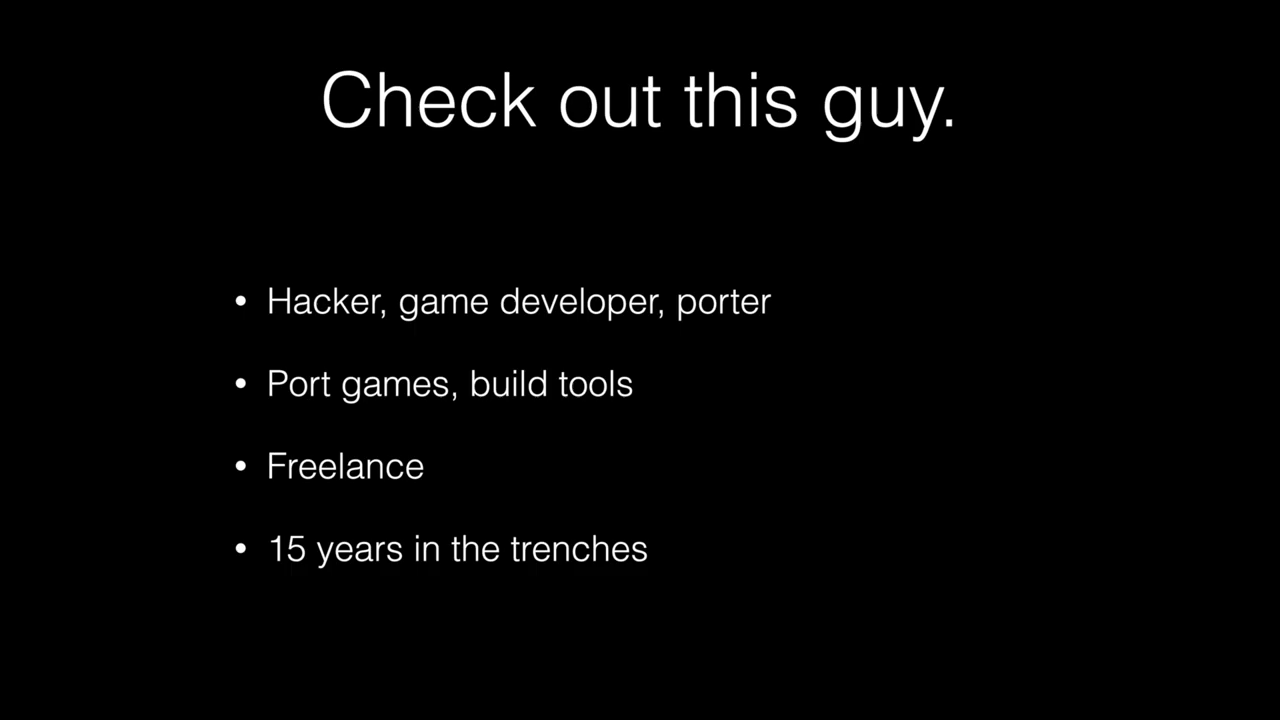 Check out this guy.
• Hacker, game developer, porter
• Port games, build tools
• Freelance
• 15 years in the trenches